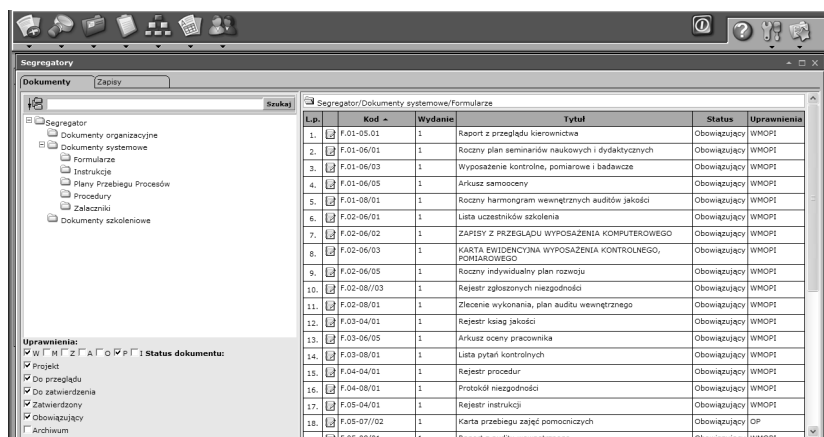 Segregatory
Dokumenty Zapisy
Szukaj
Segregator
Dokumenty organizacyjne
Dokumenty systemowe
Formularze
Instrukcje
Plany Przebiegu Procesów
Procedury
Zalaczniki
Dokumenty szkoleniowe
Uprawnienia:
W M Z A O P I Status dokumentu:
Projekt
Do przeglądu
Do zatwierdzenia
Zatwierdzony
Obowiązujący
Archiwum
Segregator/Dokumenty systemowe/Formularze
L.p. Kod Wydanie Tytuł Status Uprawnienia
1. F.01-05.01 1 Raport z przeglądu kierownictwa Obowiązujący WMOPI
2. F.01-06/01 1 Roczny plan seminariów naukowych i dydaktycznych Obowiązujący WMOPI
3. F.01-06/03 1 Wyposażenie kontrolne, pomiarowe i badawcze Obowiązujący WMOPI
4. F.01-06/05 1 Arkusz samooceny Obowiązujący WMOPI
5. F.01-08/01 1 Roczny harmongram wewnętrznych auditów jakości Obowiązujący WMOPI
6. F.02-06/01 1 Lista uczestników szkolenia Obowiązujący WMOPI
7. F.02-06/02 1 ZAPISY Z PRZEGLĄDU WYPOSAŻENIA KOMPUTEROWEGO Obowiązujący WMOPI
8. F.02-06/03 1 KARTA EWIDENCYJNA WYPOSAŻENIA KONTROLNEGO, Obowiązujący WMOPI
POMIAROWEGO
9. F.02-06/05 1 Roczny indywidualny plan rozwoju Obowiązujący WMOPI
10. F.02-08//03 1 Rejestr zgłoszonych niezgodności Obowiązujący WMOPI
11. F.02-08/01 1 Zlecenie wykonania, plan auditu wewnętrznego Obowiązujący WMOPI
12. F.03-04/01 1 Rejestr ksiag jakości Obowiązujący WMOPI
13. F.03-06/05 1 Arkusz oceny pracownika Obowiązujący WMOPI
14. F.03-08/01 1 Lista pytań kontrolnych Obowiązujący WMOPI
15. F.04-04/01 1 Rejestr procedur Obowiązujący WMOPI
16. F.04-08/01 1 Protokół niezgodności Obowiązujący WMOPI
17. F.05-04/01 1 Rejestr instrukcji Obowiązujący WMOPI
18. F.05-07//02 1 Karta przebiegu zajęć pomocniczych Obowiązujący OP